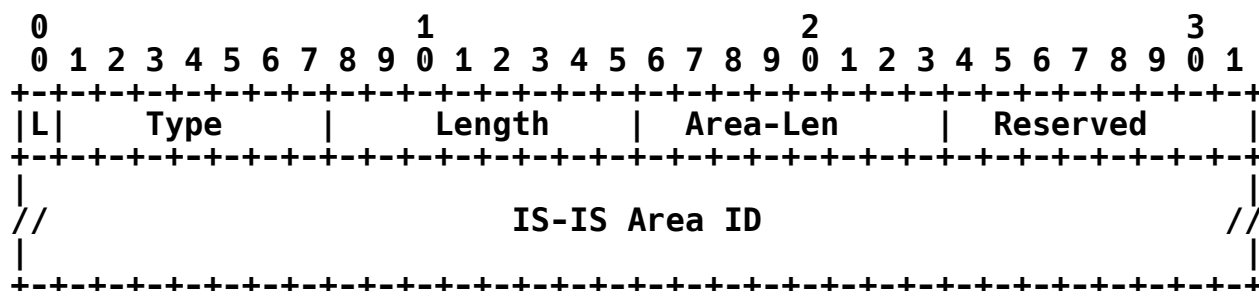 0                   1                   2                   3
 0 1 2 3 4 5 6 7 8 9 0 1 2 3 4 5 6 7 8 9 0 1 2 3 4 5 6 7 8 9 0 1
+-+-+-+-+-+-+-+-+-+-+-+-+-+-+-+-+-+-+-+-+-+-+-+-+-+-+-+-+-+-+-+-+
|L|    Type     |     Length    |  Area-Len     |  Reserved     |
+-+-+-+-+-+-+-+-+-+-+-+-+-+-+-+-+-+-+-+-+-+-+-+-+-+-+-+-+-+-+-+-+
|                                                               |
//                        IS-IS Area ID                        //
|                                                               |
+-+-+-+-+-+-+-+-+-+-+-+-+-+-+-+-+-+-+-+-+-+-+-+-+-+-+-+-+-+-+-+-+